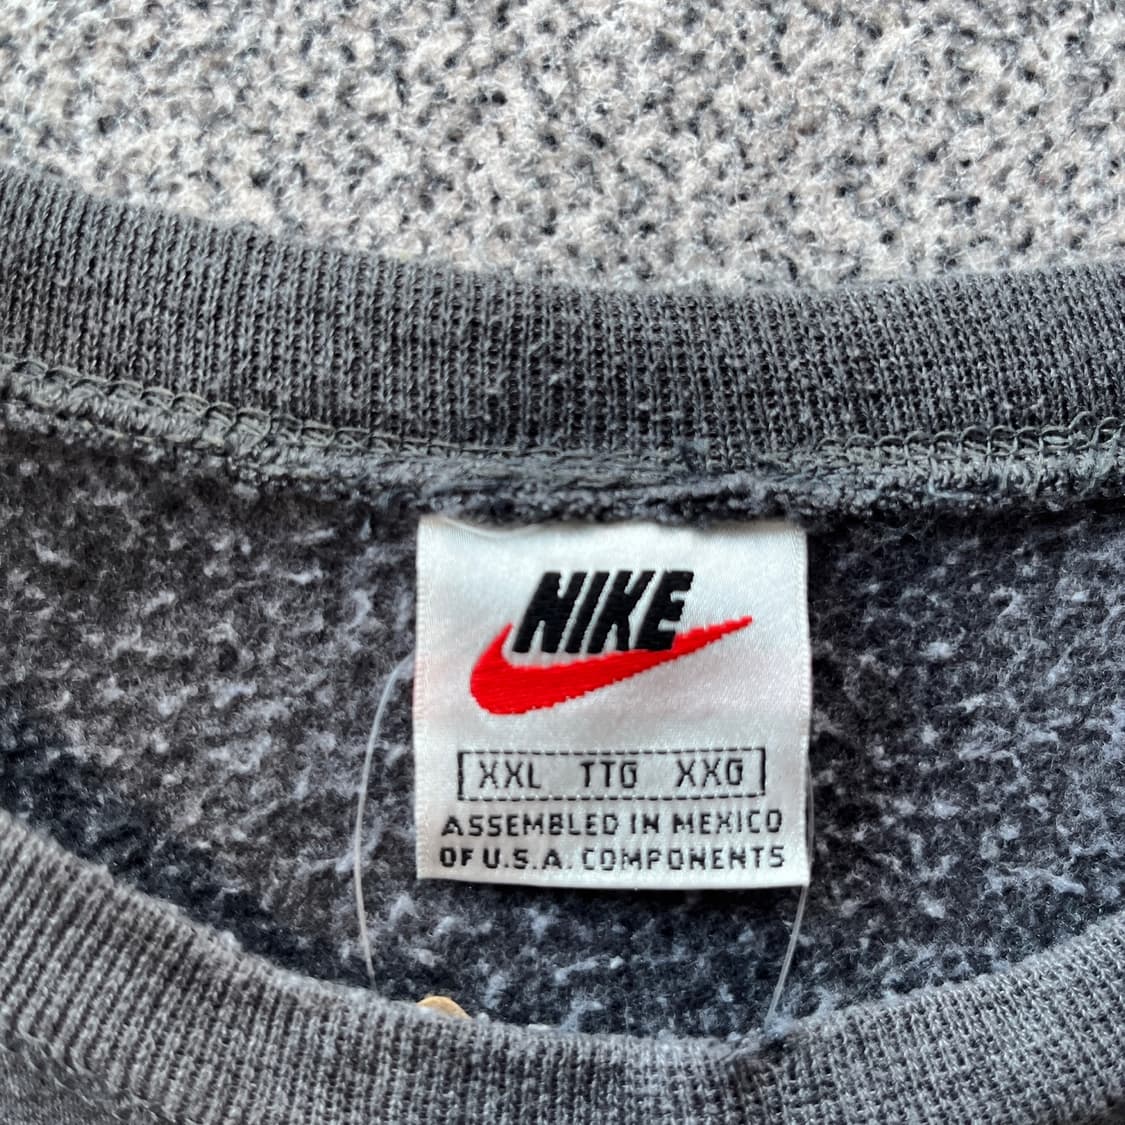 NIKE
XXL TTG XXG
ASSEMBLED IN MEXICO
OF U.S.A. COMPONENTS